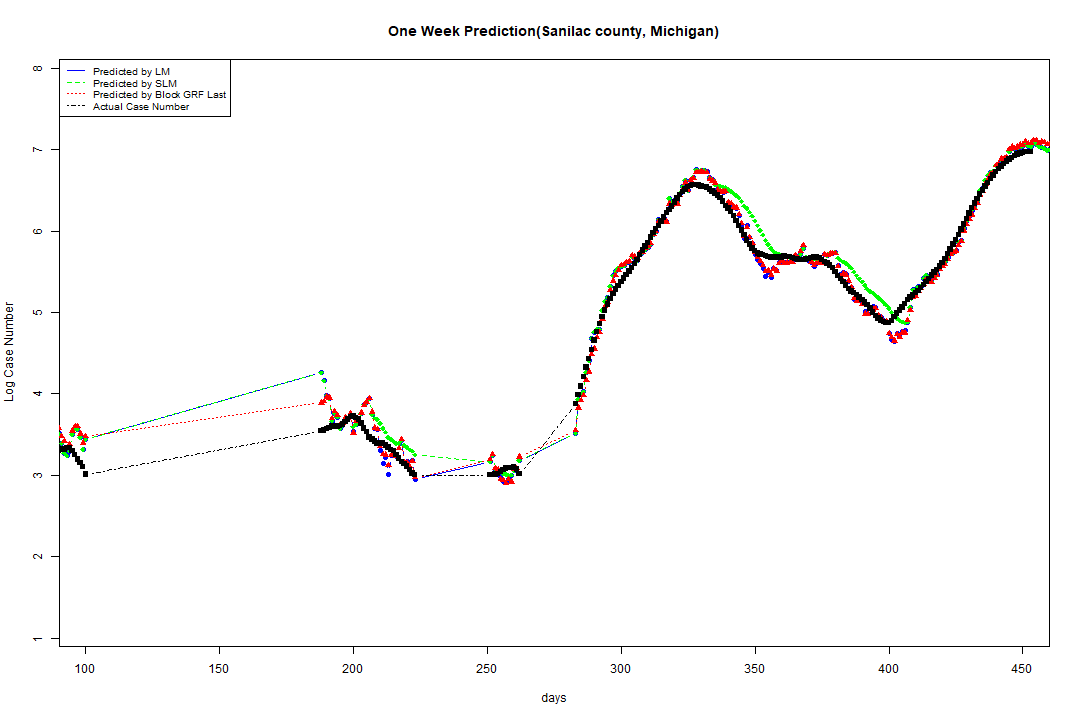 One Week Prediction(Sanilac county, Michigan)
Predicted by LM
Predicted by SLM
Predicted by Block GRF Last
Actual Case Number
8
7
6
5
4
3
2
1
Log Case Number
100 150 200 250 300 350 400 450
days